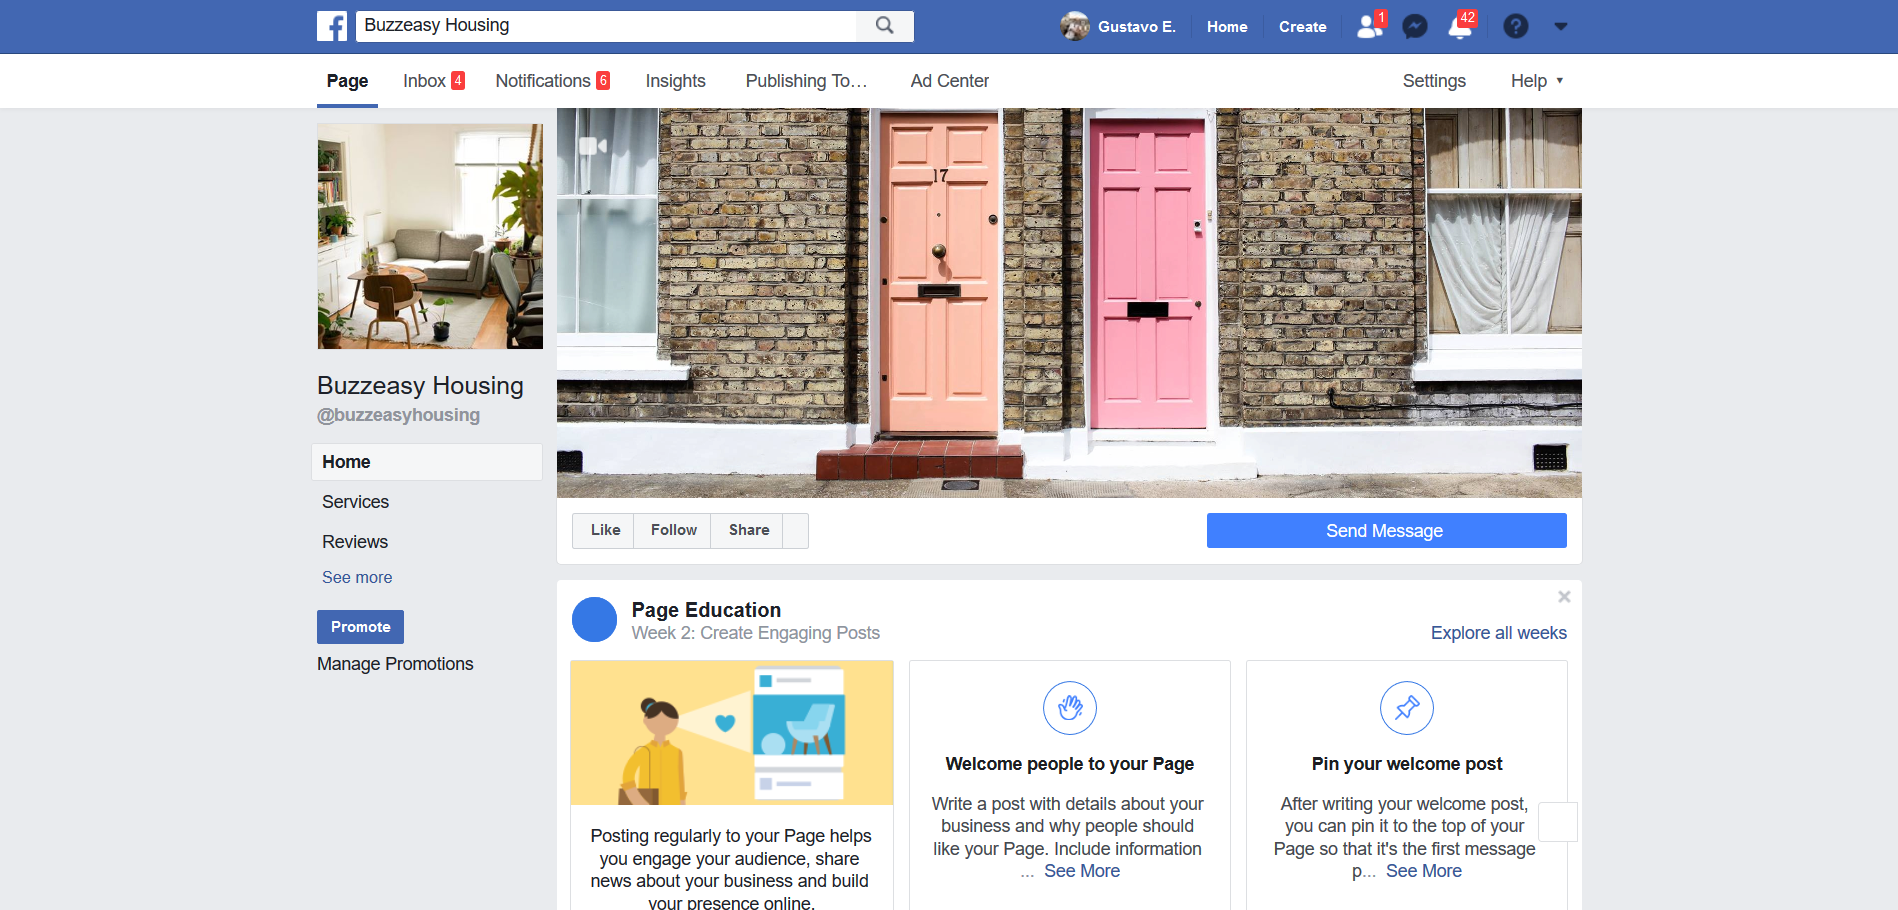 Buzzeasy Housing
Gustavo E. Home Create 1 42
Page Inbox 4 Notifications 6 Insights Publishing To… Ad Center Settings Help
17
Buzzeasy Housing
@buzzeasyhousing
Home
Services
Reviews
See more
Promote
Manage Promotions
Like Follow Share
Send Message
Page Education
Week 2: Create Engaging Posts
Explore all weeks
Posting regularly to your Page helps
you engage your audience, share
news about your business and build
your presence online.
Welcome people to your Page
Write a post with details about your
business and why people should
like your Page. Include information
... See More
Pin your welcome post
After writing your welcome post,
you can pin it to the top of your
Page so that it's the first message
p... See More